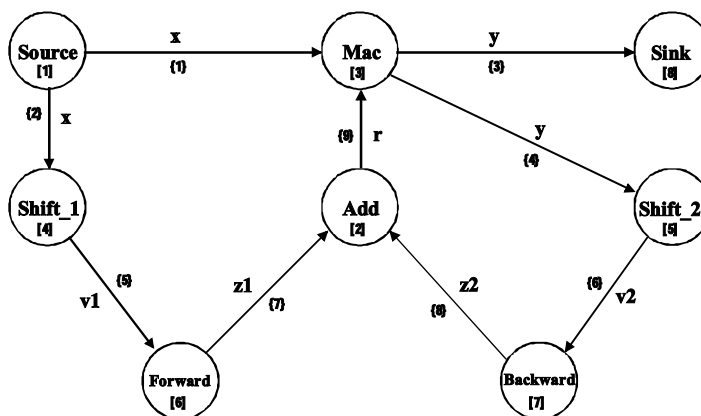 x
y
Source
Mac
Sink
[1]
{1}
[3]
{3}
[8]
{2}
x
{9}
r
y
{4}
Shift_1
Add
Shift_2
[4]
[2]
[5]
{5}
z1
z2
{6}
v1
{7}
{8}
v2
Forward
Backward
[6]
[7]